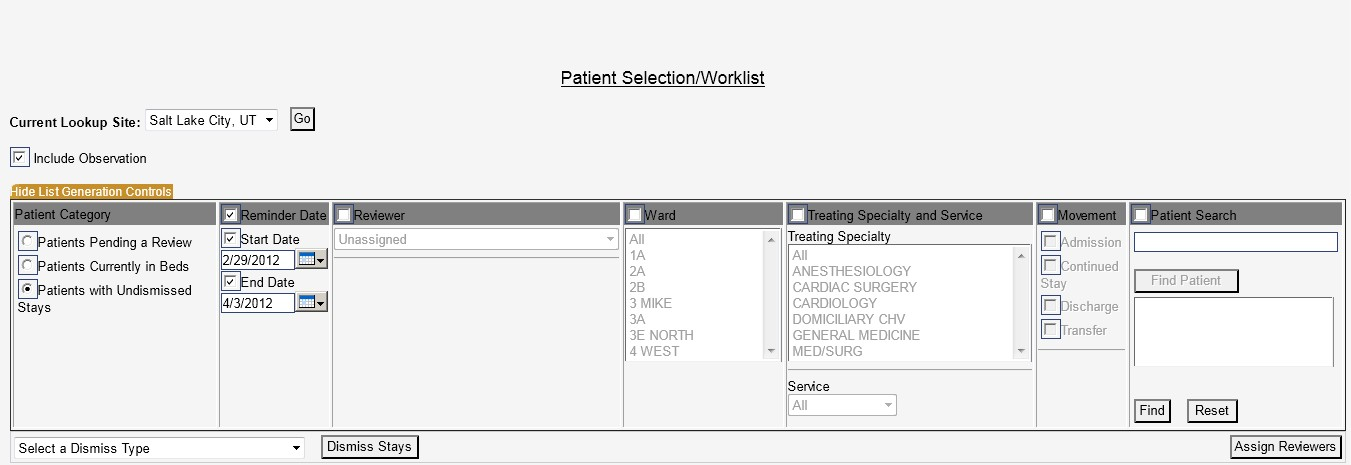 Patient Selection/Worklist
Current Lookup Site: Salt Lake City, UT Go
Include Observation
Hide List Generation Controls
Patient Category
Patients Pending a Review
Patients Currently in Beds
Patients with Undismissed
Stays
Reminder Date
Start Date
2/29/2012
End Date
4/3/2012
Reviewer
Unassigned
Ward
All
1A
2A
2B
3 MIKE
3A
3E NORTH
4 WEST
Treating Specialty and Service
Treating Specialty
All
ANESTHESIOLOGY
CARDIAC SURGERY
CARDIOLOGY
DOMICILIARY CHV
GENERAL MEDICINE
MED/SURG
Service
All
Movement
Admission
Continued
Stay
Discharge
Transfer
Patient Search
Find Patient
Find Reset
Select a Dismiss Type Dismiss Stays Assign Reviewers